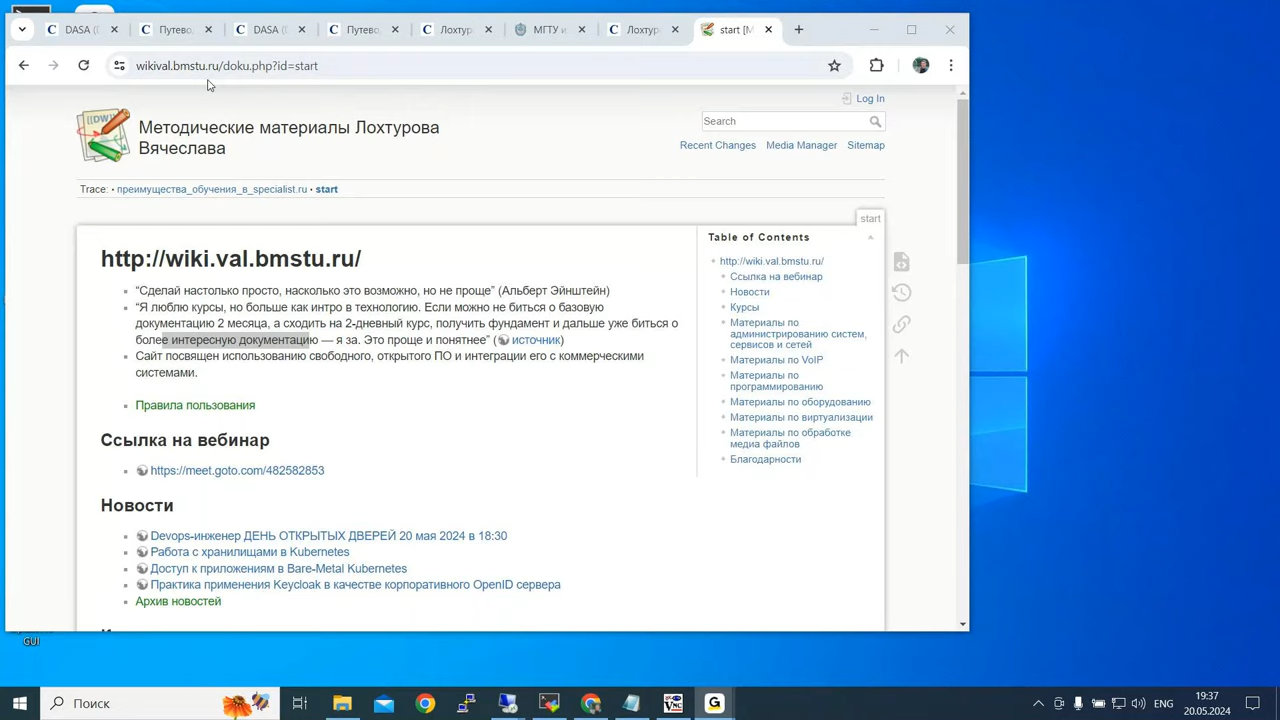 DASA (
Путево
DASA (
Путево
Лохтур
МГТУ и
Лохтур
start [М
wikival.bmstu.ru/doku.php?id=start
Log In
Методические материалы Лохтурова
Вячеслава
Search
Recent Changes Media Manager Sitemap
Trace: • преимущества_обучения_в_specialist.ru • start
start
http://wiki.val.bmstu.ru/
“Сделай настолько просто, насколько это возможно, но не проще” (Альберт Эйнштейн)
“Я люблю курсы, но больше как интро в технологию. Если можно не биться о базовую
документацию 2 месяца, а сходить на 2-дневный курс, получить фундамент и дальше уже биться о
более интересную документацию — я за. Это проще и понятнее” (источник)
Сайт посвящен использованию свободного, открытого ПО и интеграции его с коммерческими
системами.
Правила пользования
Ссылка на вебинар
https://meet.goto.com/482582853
Новости
Devops-инженер ДЕНЬ ОТКРЫТЫХ ДВЕРЕЙ 20 мая 2024 в 18:30
Работа с хранилищами в Kubernetes
Доступ к приложениям в Bare-Metal Kubernetes
Практика применения Keycloak в качестве корпоративного OpenID сервера
Архив новостей
Table of Contents
http://wiki.val.bmstu.ru/
Ссылка на вебинар
Новости
Курсы
Материалы по
администрированию систем,
сервисов и сетей
Материалы по VoIP
Материалы по
программированию
Материалы по оборудованию
Материалы по виртуализации
Материалы по обработке
медиа файлов
Благодарности
GUI
Поиск
ENG
19:37
20.05.2024